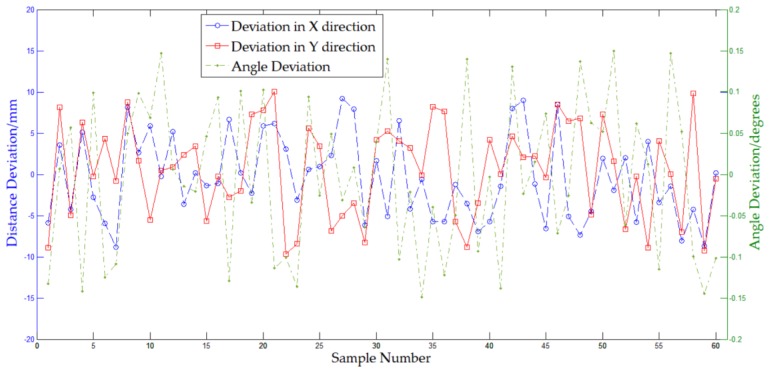 Deviation in X direction
Deviation in Y direction
Angle Deviation
Distance Deviation/mm
20
15
10
5
0
-5
-10
-15
-20
0.2
0.15
0.1
0.05
0
-0.05
-0.1
-0.15
-0.2
Angle Deviation/degrees
0 5 10 15 20 25 30 35 40 45 50 55 60
Sample Number